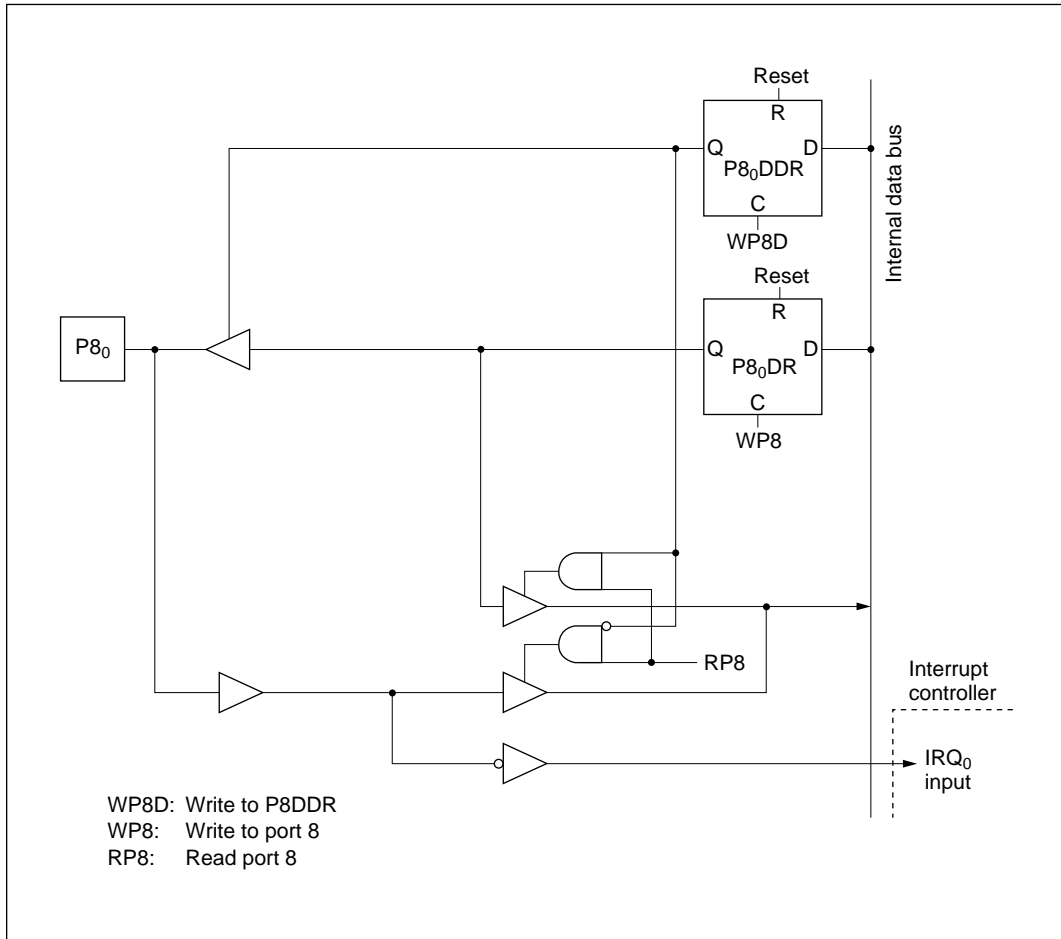 Reset
R
Q D
P8₀DDR
C
WP8D
Internal data bus
Reset
R
P8₀
Q D
P8₀DR
C
WP8
RP8
Interrupt
controller
IRQ₀
input
WP8D: Write to P8DDR
WP8: Write to port 8
RP8: Read port 8